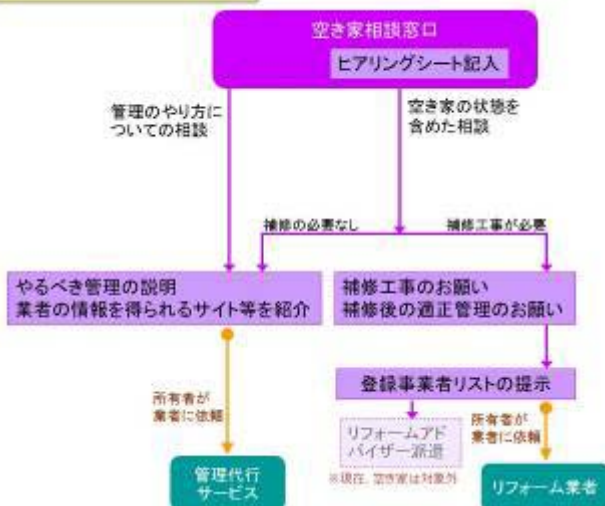 空き家相談窓口
ヒアリングシート記入
管理のやり方に
ついての相談
空き家の状態を
含めた相談
補修の必要なし
補修工事が必要
やるべき管理の説明
業者の情報を得られるサイト等を紹介
補修工事のお願い
補修後の適正管理のお願い
登録事業者リストの提示
所有者が
業者に依頼
リフォームアド
バイザー派遣
所有者が
業者に依頼
※現在、空き家は対象外
管理代行
サービス
リフォーム業者